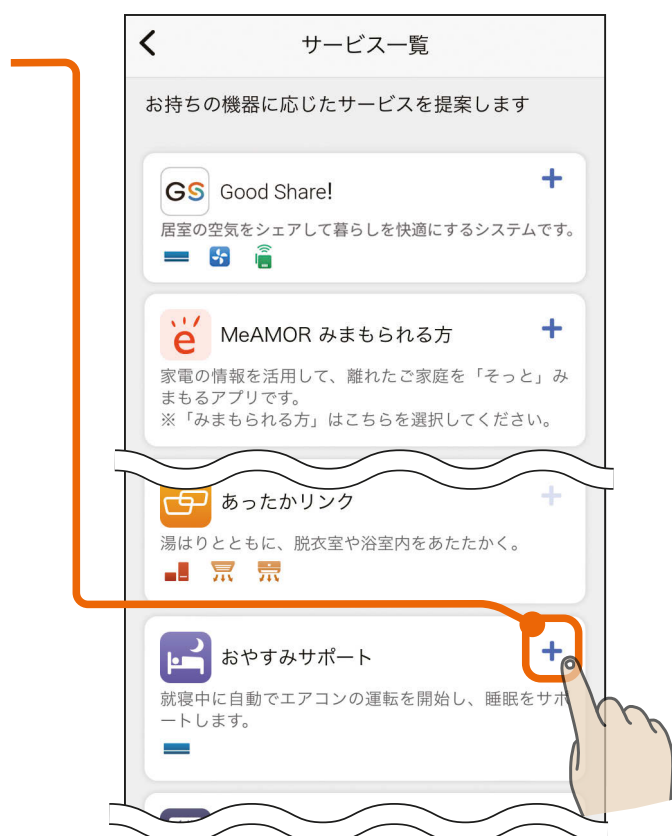 サービス一覧
お持ちの機器に応じたサービスを提案します
GS Good Share!
居室の空気をシェアして暮らしを快適にするシステムです。
é MeAMOR みまもられる方
家電の情報を活用して、離れたご家庭を「そっと」み
まもるアプリです。
※「みまもられる方」はこちらを選択してください。
あったかリンク
湯はりとともに、脱衣室や浴室内をあたたかく。
おやすみサポート
就寝中に自動でエアコンの運転を開始し、睡眠をサポ
ートします。